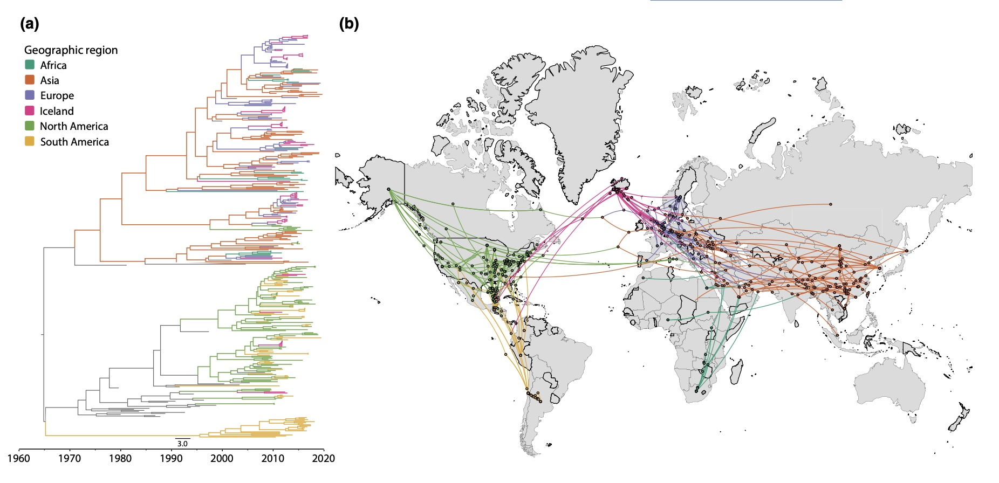 (a)
(b)
Geographic region
Africa
Asia
Europe
Iceland
North America
South America
3.0
1960 1970 1980 1990 2000 2010 2020